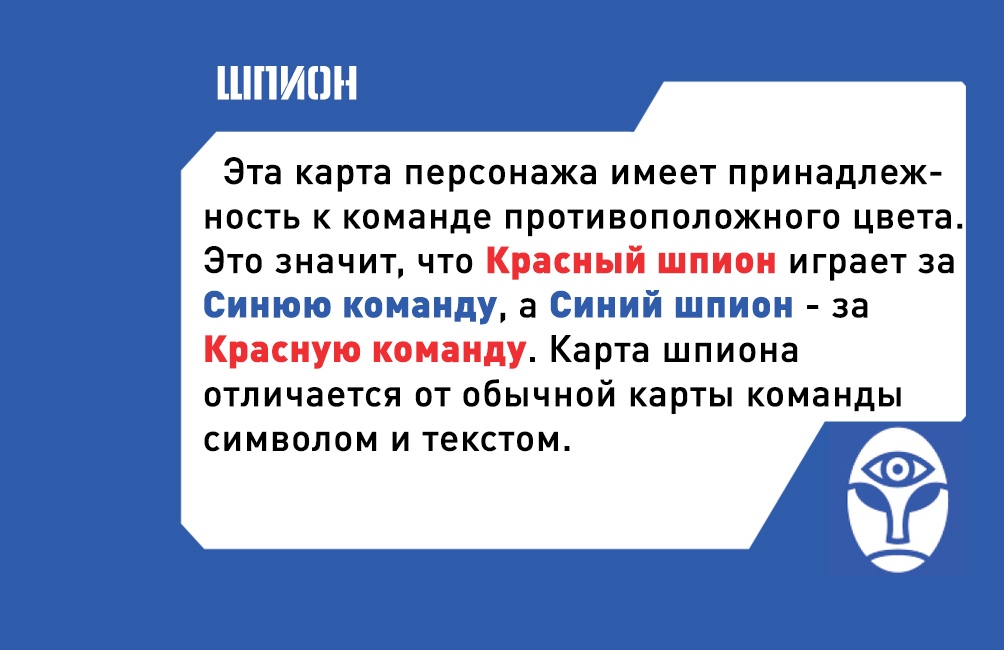 ШПИОН
Эта карта персонажа имеет принадлеж-
ность к команде противоположного цвета.
Это значит, что Красный шпион играет за
Синюю команду, а Синий шпион - за
Красную команду. Карта шпиона
отличается от обычной карты команды
символом и текстом.